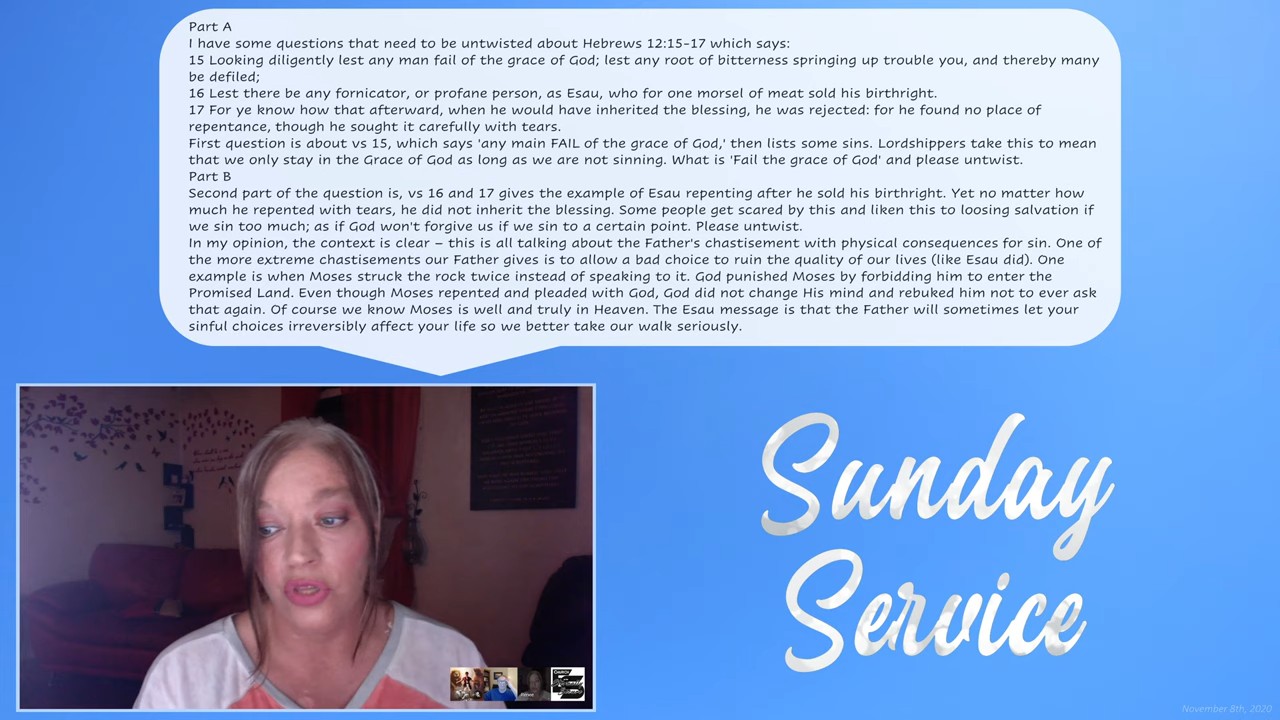 Part A
I have some questions that need to be untwisted about Hebrews 12:15-17 which says:
15 Looking diligently lest any man fail of the grace of God; lest any root of bitterness springing up trouble you, and thereby many
be defiled;
16 Lest there be any fornicator, or profane person, as Esau, who for one morsel of meat sold his birthright.
17 For ye know how that afterward, when he would have inherited the blessing, he was rejected: for he found no place of
repentance, though he sought it carefully with tears.
First question is about vs 15, which says 'any main FAIL of the grace of God,' then lists some sins. Lordshippers take this to mean
that we only stay in the Grace of God as long as we are not sinning. What is 'Fail the grace of God' and please untwist.
Part B
Second part of the question is, vs 16 and 17 gives the example of Esau repenting after he sold his birthright. Yet no matter how
much he repented with tears, he did not inherit the blessing. Some people get scared by this and liken this to loosing salvation if
we sin too much; as if God won't forgive us if we sin to a certain point. Please untwist.
In my opinion, the context is clear – this is all talking about the Father's chastisement with physical consequences for sin. One of
the more extreme chastisements our Father gives is to allow a bad choice to ruin the quality of our lives (like Esau did). One
example is when Moses struck the rock twice instead of speaking to it. God punished Moses by forbidding him to enter the
Promised Land. Even though Moses repented and pleaded with God, God did not change His mind and rebuked him not to ever ask
that again. Of course we know Moses is well and truly in Heaven. The Esau message is that the Father will sometimes let your
sinful choices irreversibly affect your life so we better take our walk seriously.
Sunday
Service
November 8th, 2020